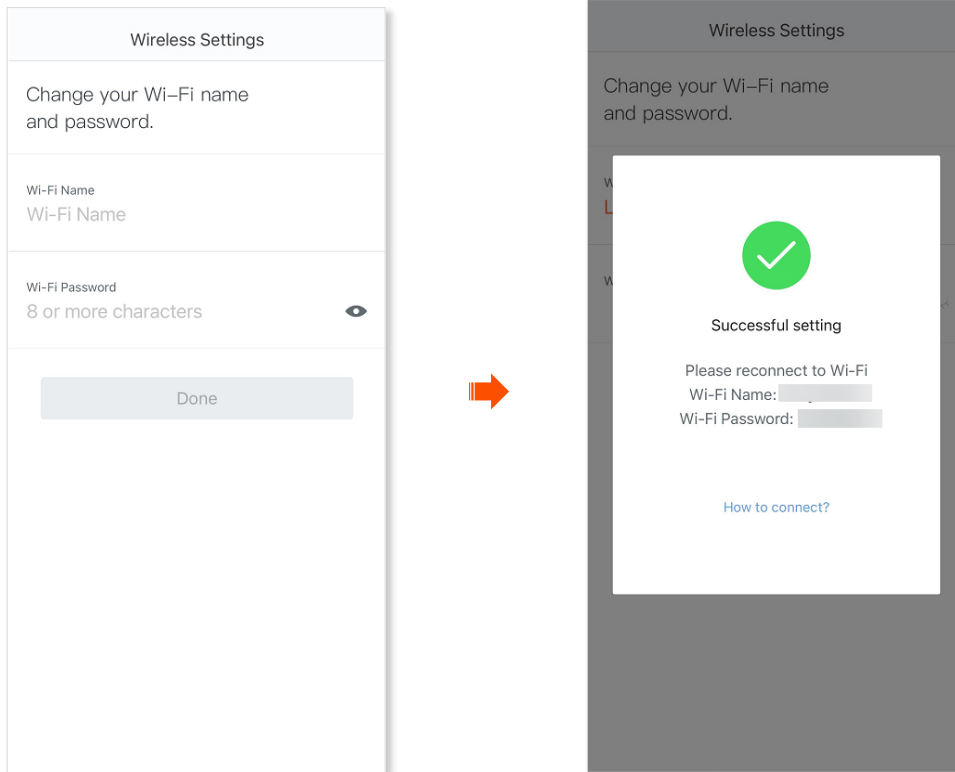 Wireless Settings
Change your Wi-Fi name
and password.
Wi-Fi Name
Wi-Fi Name
Wi-Fi Password
8 or more characters
Done
Wireless Settings
Change your Wi-Fi name
and password.
Successful setting
Please reconnect to Wi-Fi
Wi-Fi Name:
Wi-Fi Password:
How to connect?